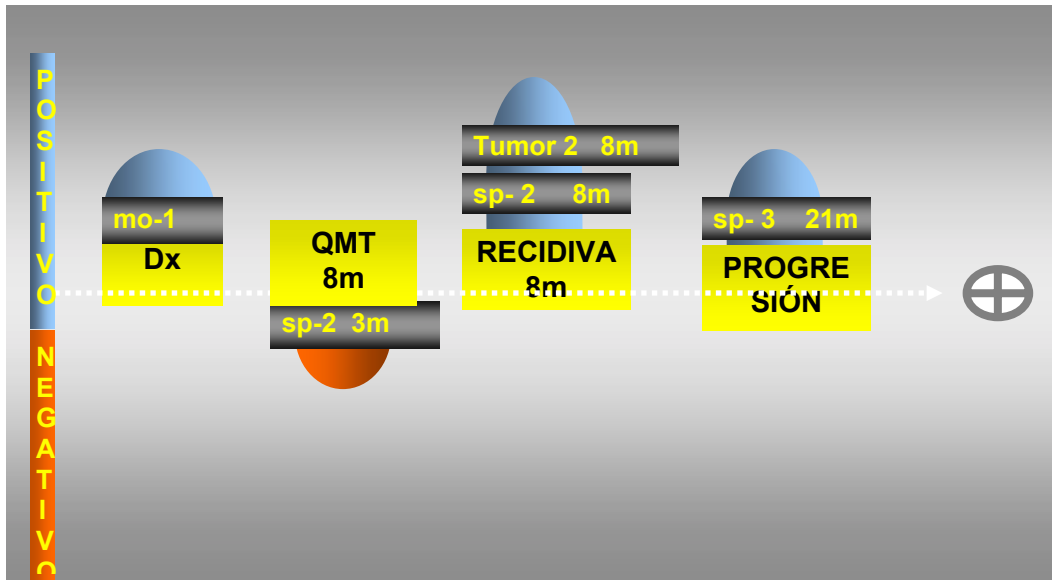 POSITIVO
NEGATIVO
mo-1
Dx
QMT
8m
sp-2 3m
Tumor 2 8m
sp- 2 8m
RECIDIVA
8m
sp- 3 21m
PROGRE
SIÓN